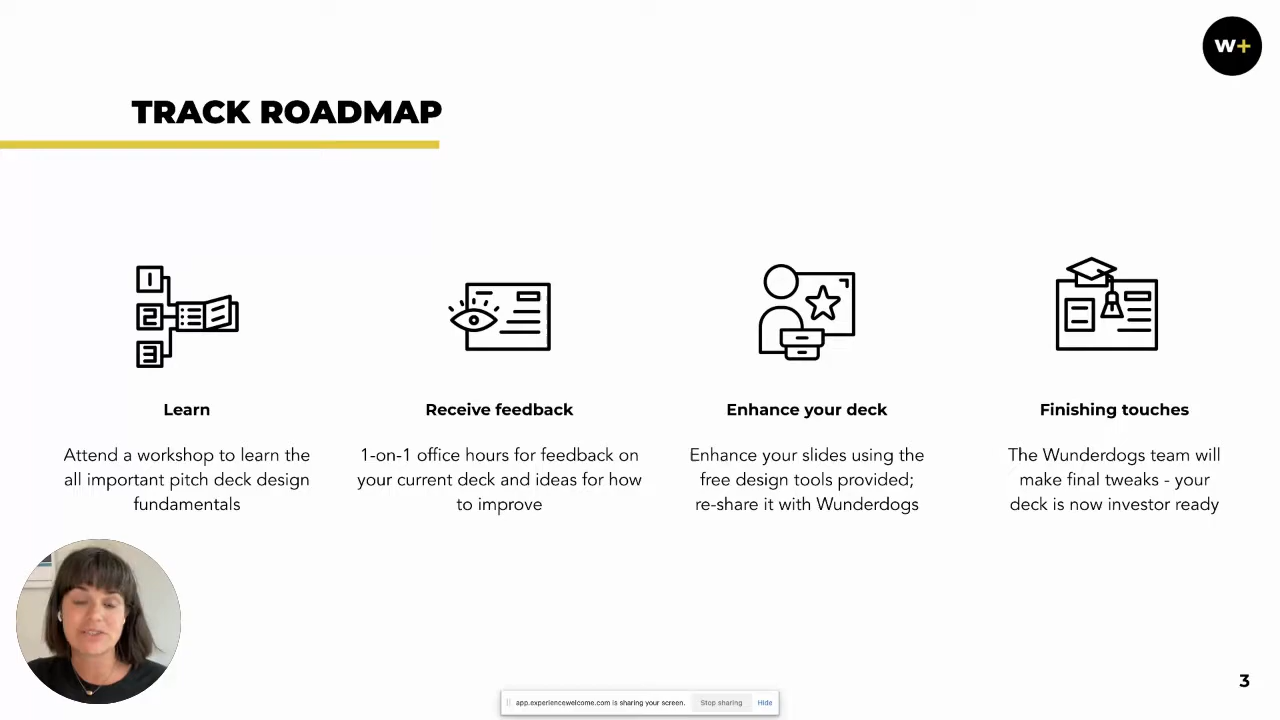 w+
TRACK ROADMAP
1
2
3
Learn
Attend a workshop to learn the
all important pitch deck design
fundamentals
Receive feedback
1-on-1 office hours for feedback on
your current deck and ideas for how
to improve
Enhance your deck
Enhance your slides using the
free design tools provided;
re-share it with Wunderdogs
Finishing touches
The Wunderdogs team will
make final tweaks - your
deck is now investor ready
3
app.experiencewelcome.com is sharing your screen. Stop sharing Hide